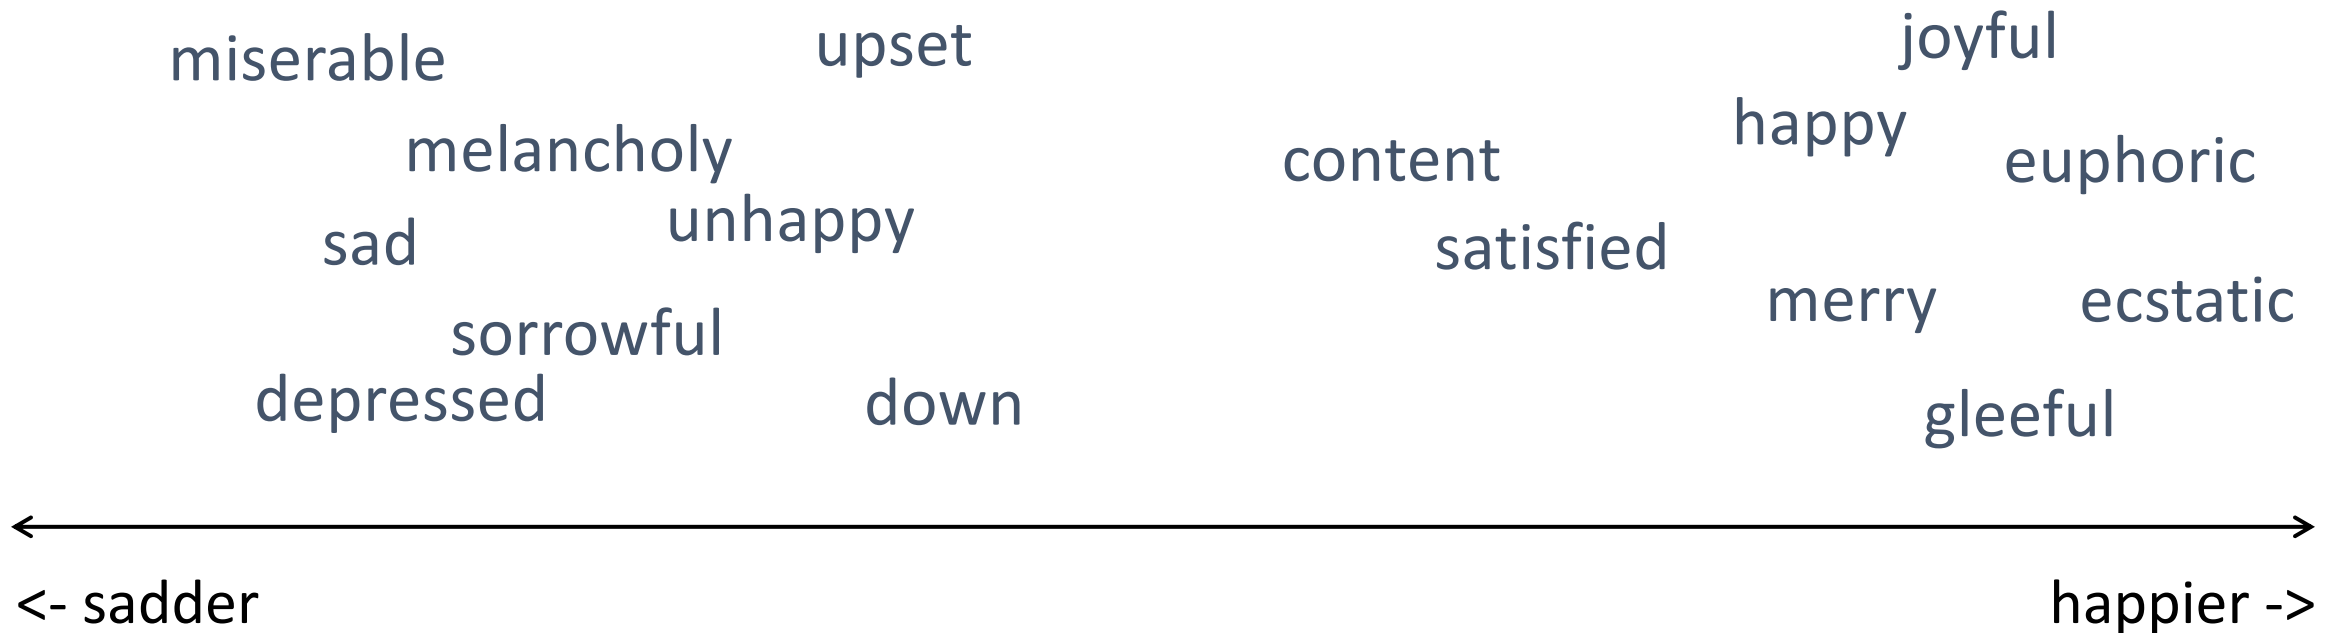 miserable
upset
joyful
melancholy
content
happy
euphoric
sad
unhappy
satisfied
merry
ecstatic
sorrowful
depressed
down
gleeful
<- sadder
happier ->